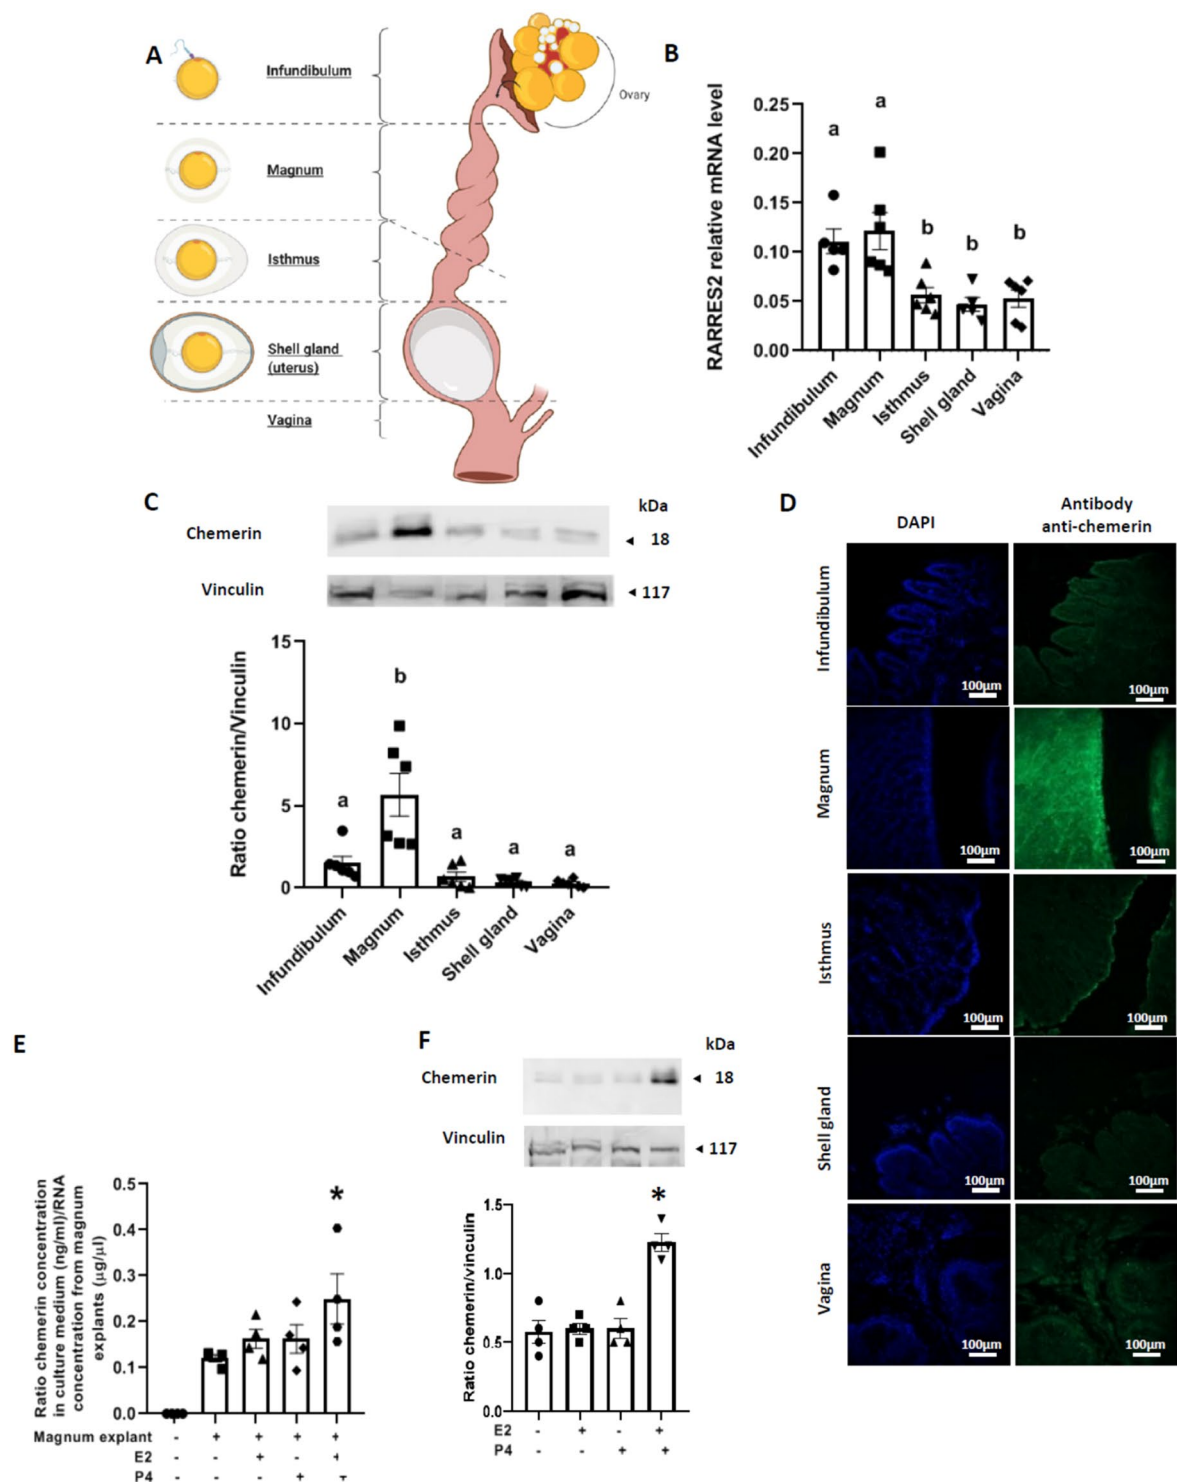 A
Infundibulum
Magnum
Isthmus
Shell gland
(uterus)
Vagina
Ovary
B
RARRES2 relative mRNA level
0.25
0.20
0.15
0.10
0.05
0.00
a
a
b
b
b
Infundibulum
Magnum
Isthmus
Shell gland
Vagina
C
kDa
Chemerin
18
Vinculin
117
Ratio chemerin/Vinculin
15
10
5
0
a
b
a
a
a
Infundibulum
Magnum
Isthmus
Shell gland
Vagina
D
DAPI
Antibody
anti-chemerin
Infundibulum
100µm
100µm
Magnum
100µm
100µm
Isthmus
100µm
100µm
Shell gland
100µm
100µm
Vagina
100µm
100µm
E
Ratio chemerin concentration
in culture medium (ng/ml)/RNA
concentration from magnum
explants (µg/µl)
0.5
0.4
0.3
0.2
0.1
0.0
*
Magnum explant - + + + +
E2 - - + - +
P4 - - - + +
F
kDa
Chemerin
18
Vinculin
117
Ratio chemerin/vinculin
1.5
1.0
0.5
0.0
*
E2 - + - +
P4 - - + +